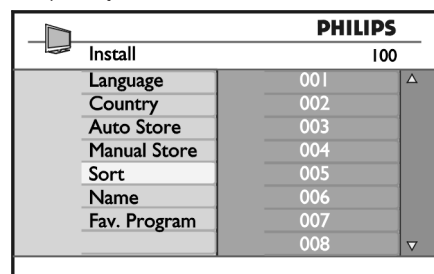 PHILIPS
Install 100
Language 001
Country 002
Auto Store 003
Manual Store 004
Sort 005
Name 006
Fav. Program 007
008